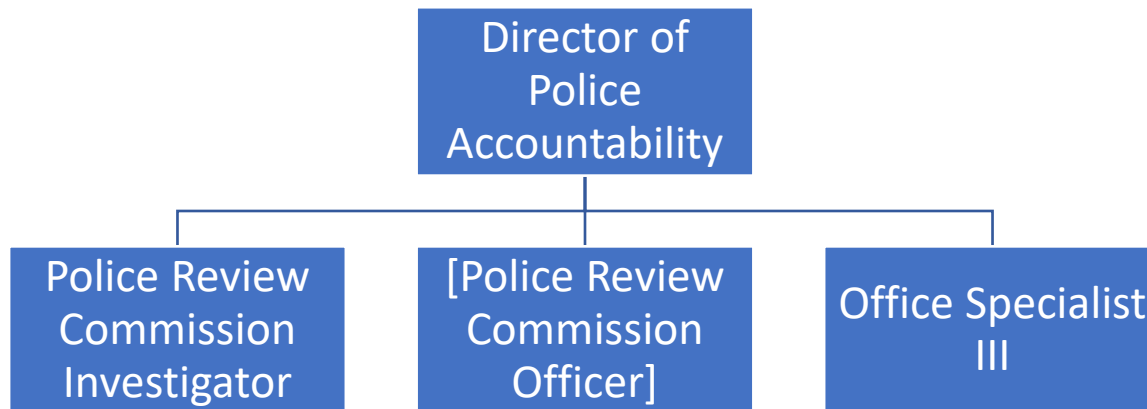 Director of
Police
Accountability
Police Review
Commission
Investigator
[Police Review
Commission
Officer]
Office Specialist
III